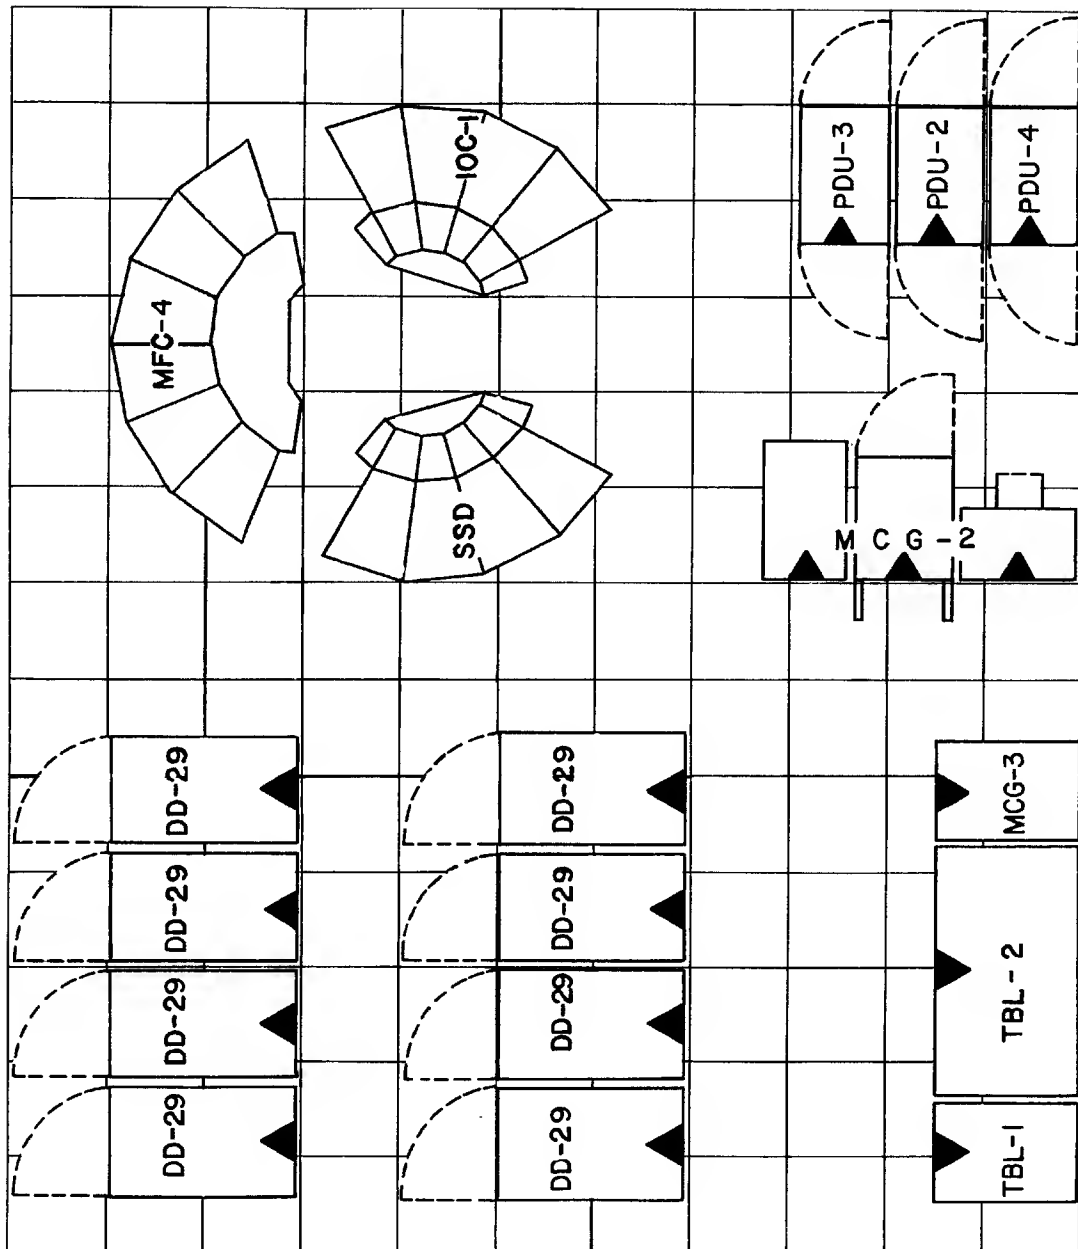 PDU-3
PDU-2
PDU-4
IOC-1
MFC-4
SSD
M C G - 2
DD-29
DD-29
MCG-3
DD-29
DD-29
TBL - 2
DD-29
DD-29
TBL-1
DD-29
DD-29